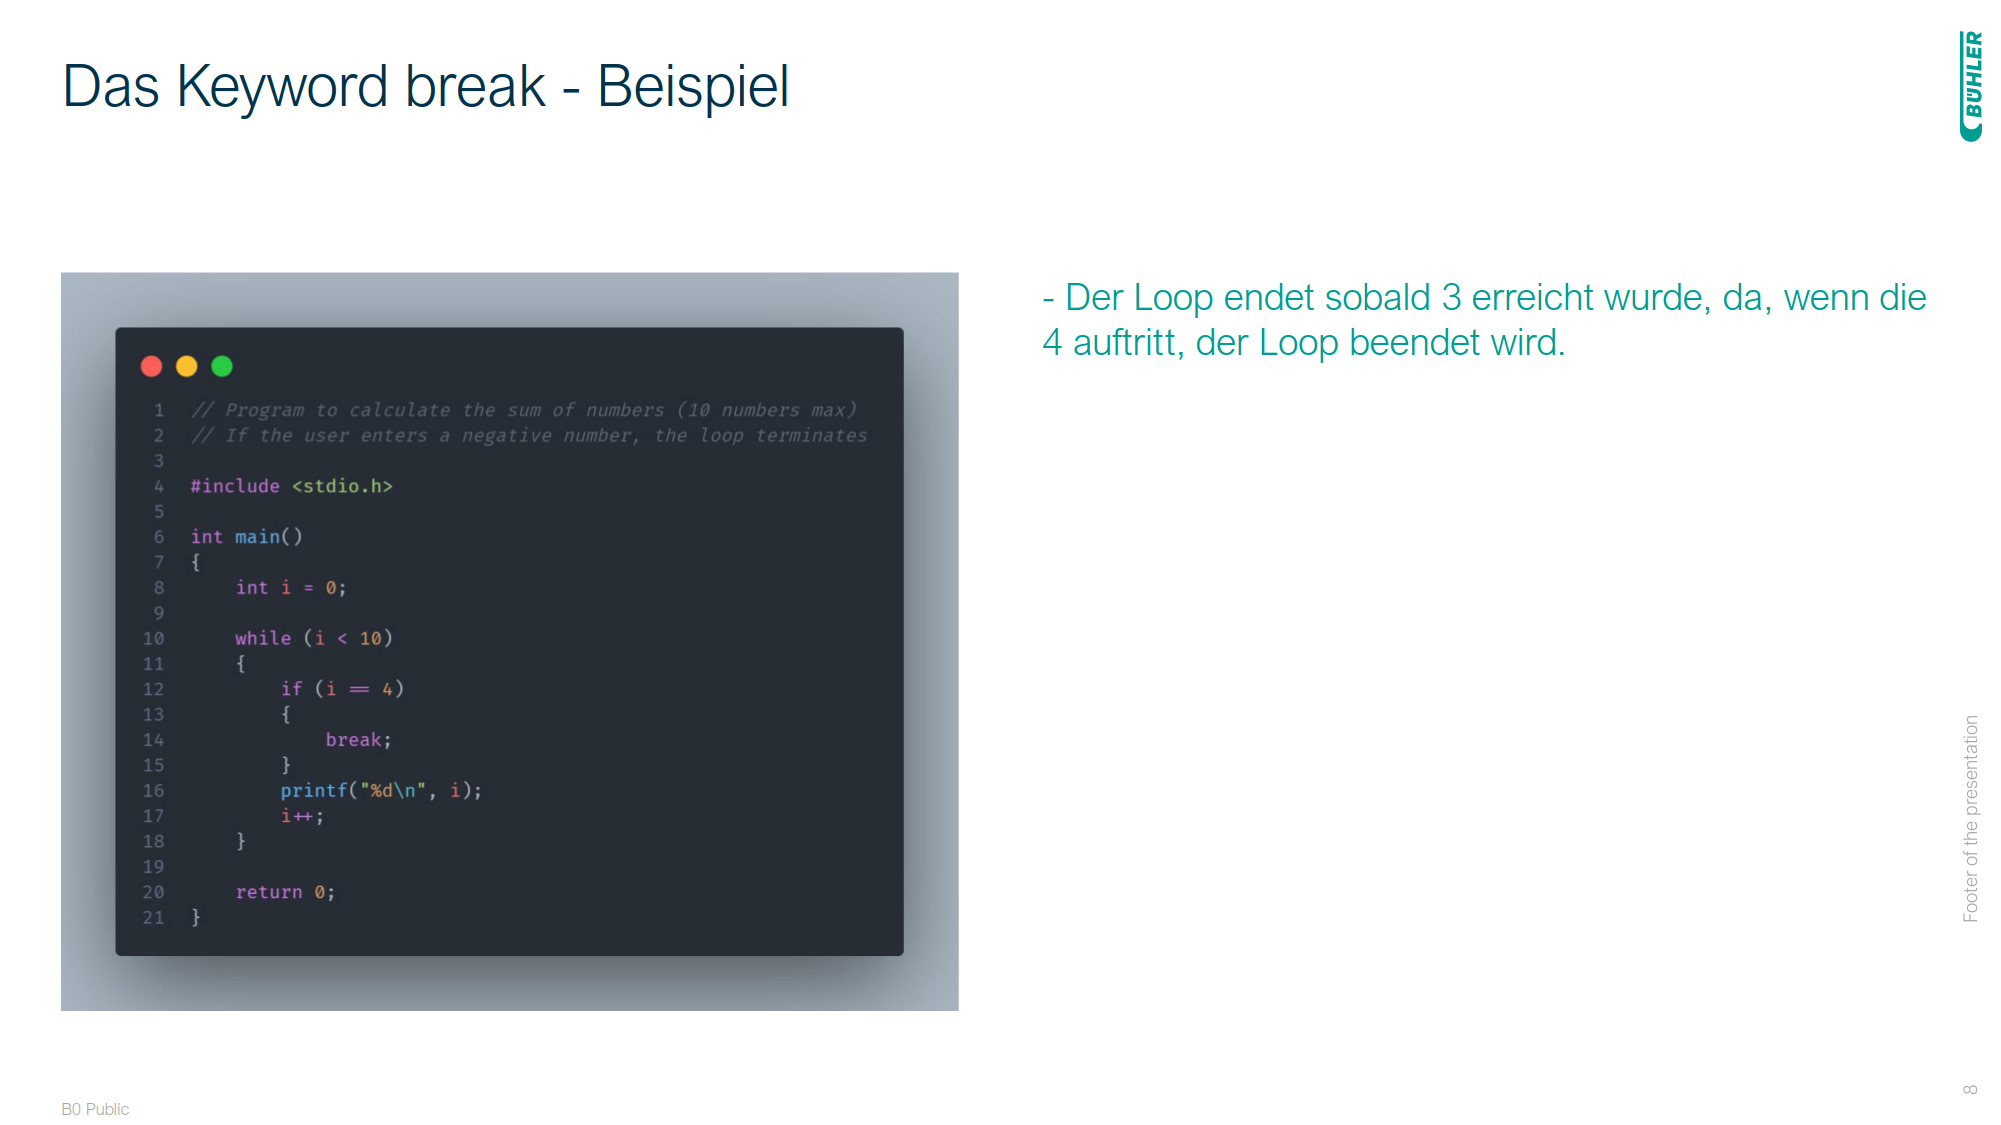 Das Keyword break - Beispiel
BÜHLER
1 // Program to calculate the sum of numbers (10 numbers max)
2 // If the user enters a negative number, the loop terminates
3
4 #include <stdio.h>
5
6 int main()
7 {
8     int i = 0;
9
10     while (i < 10)
11     {
12         if (i == 4)
13         {
14             break;
15         }
16         printf("%d\n", i);
17         i++;
18     }
19
20     return 0;
21 }
- Der Loop endet sobald 3 erreicht wurde, da, wenn die
4 auftritt, der Loop beendet wird.
Footer of the presentation
8
B0 Public